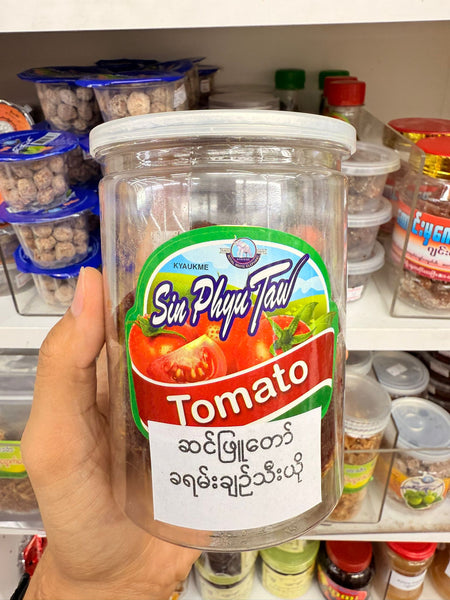 KYAUKME
Sin Phyu Taw
Tomato
ဆင်ဖြူတော်
ခရမ်းချဉ်သီးယို